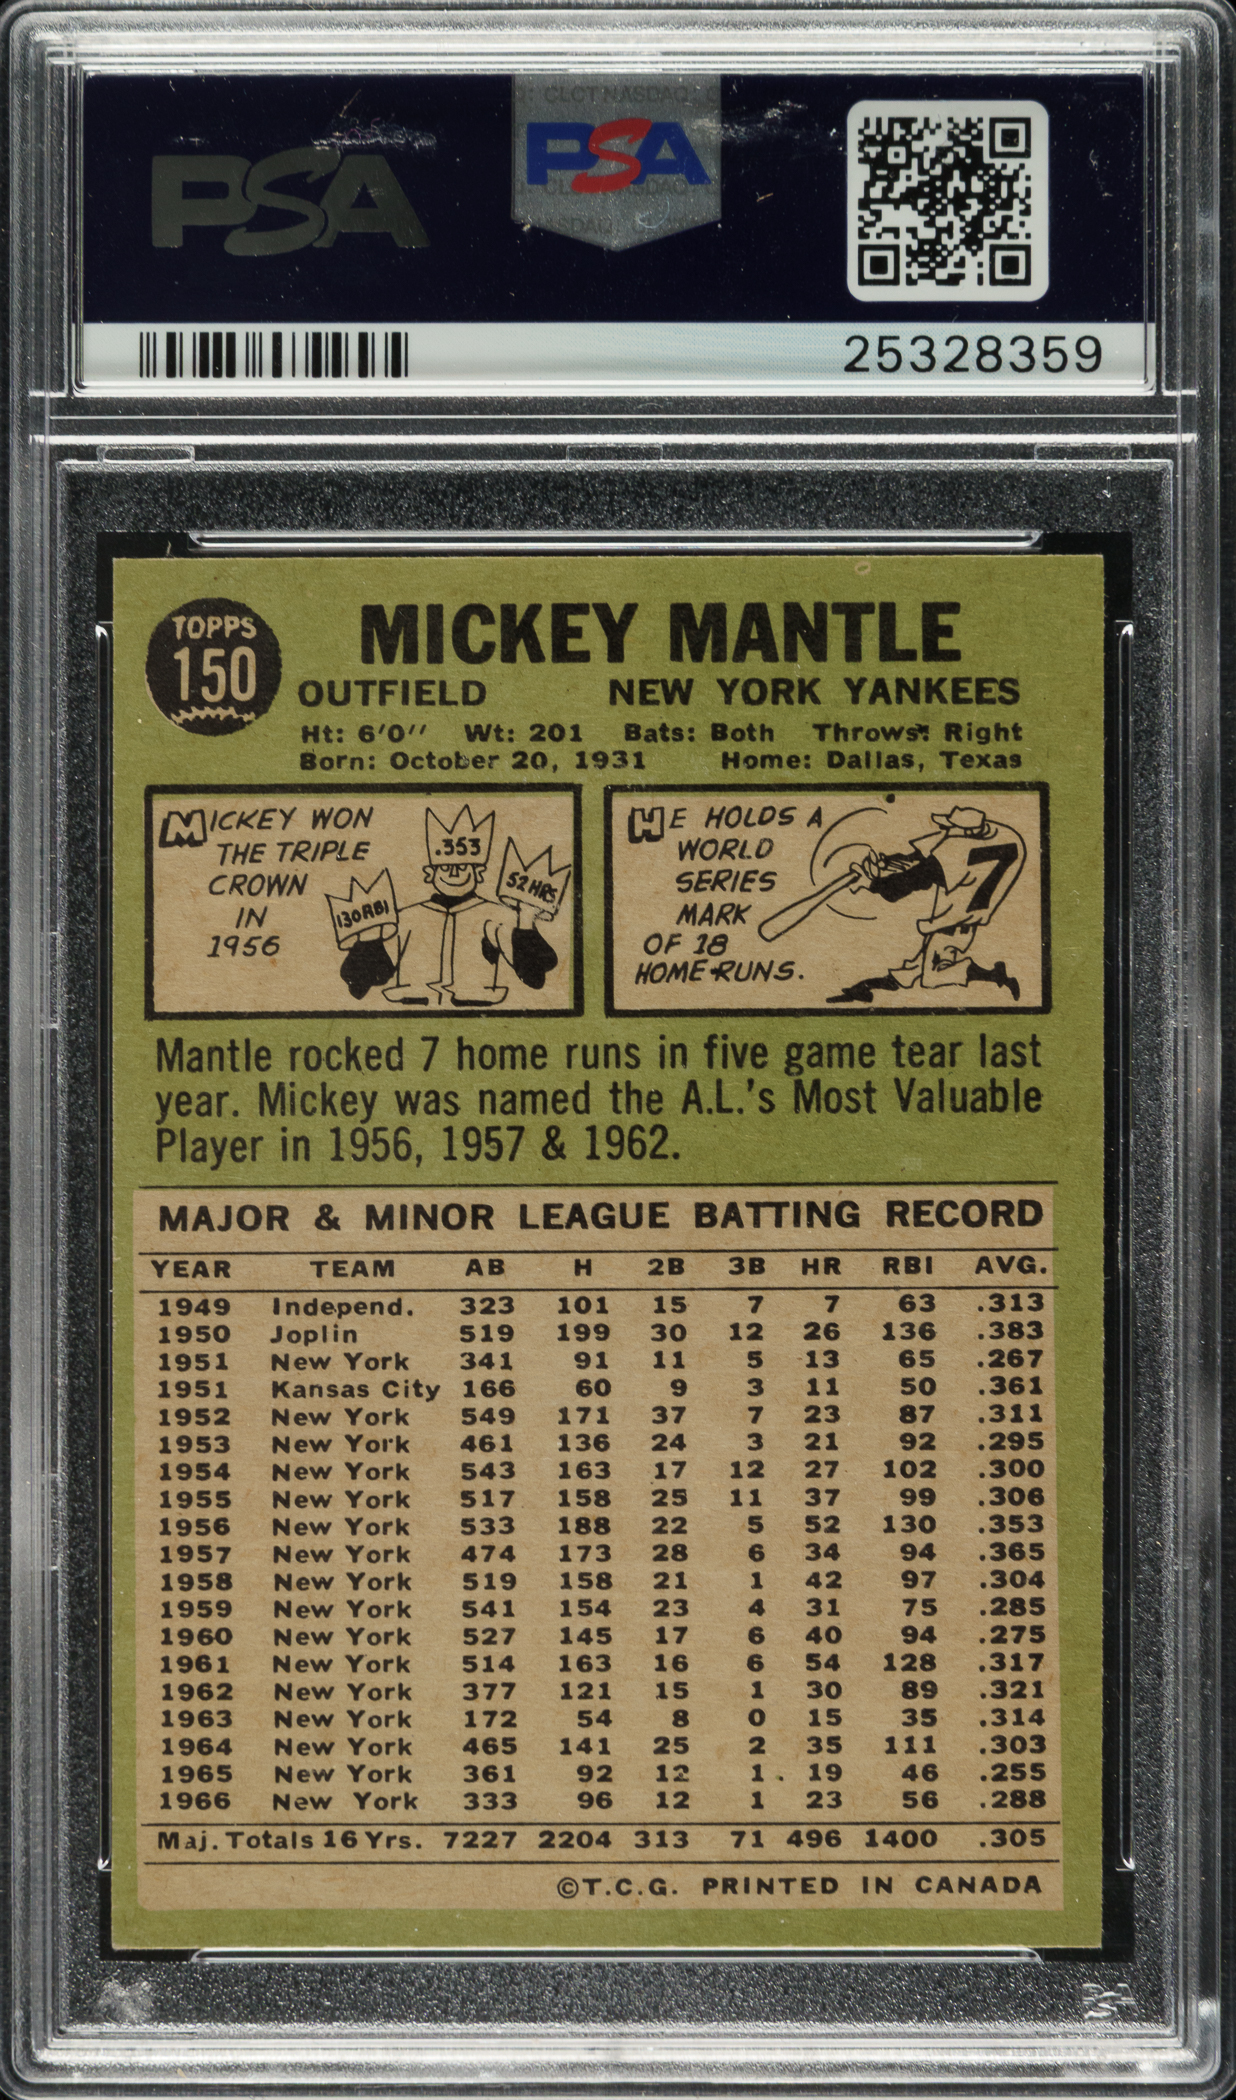 Q: CLCT NASDAQ: C
PSA
PSA
25328359
TOPPS
150
MICKEY MANTLE
OUTFIELD NEW YORK YANKEES
Ht: 6'0'' Wt: 201 Bats: Both Throws: Right
Born: October 20, 1931 Home: Dallas, Texas
MICKEY WON
THE TRIPLE
CROWN
IN
1956
.353
130 RBI
52 HRS
HE HOLDS A
WORLD
SERIES
MARK
OF 18
HOME-RUNS.
7
Mantle rocked 7 home runs in five game tear last
year. Mickey was named the A.L.'s Most Valuable
Player in 1956, 1957 & 1962.
MAJOR & MINOR LEAGUE BATTING RECORD
YEAR TEAM AB H 2B 3B HR RBI AVG.
1949 Independ. 323 101 15 7 7 63 .313
1950 Joplin 519 199 30 12 26 136 .383
1951 New York 341 91 11 5 13 65 .267
1951 Kansas City 166 60 9 3 11 50 .361
1952 New York 549 171 37 7 23 87 .311
1953 New York 461 136 24 3 21 92 .295
1954 New York 543 163 17 12 27 102 .300
1955 New York 517 158 25 11 37 99 .306
1956 New York 533 188 22 5 52 130 .353
1957 New York 474 173 28 6 34 94 .365
1958 New York 519 158 21 1 42 97 .304
1959 New York 541 154 23 4 31 75 .285
1960 New York 527 145 17 6 40 94 .275
1961 New York 514 163 16 6 54 128 .317
1962 New York 377 121 15 1 30 89 .321
1963 New York 172 54 8 0 15 35 .314
1964 New York 465 141 25 2 35 111 .303
1965 New York 361 92 12 1 19 46 .255
1966 New York 333 96 12 1 23 56 .288
Maj. Totals 16 Yrs. 7227 2204 313 71 496 1400 .305
©T.C.G. PRINTED IN CANADA